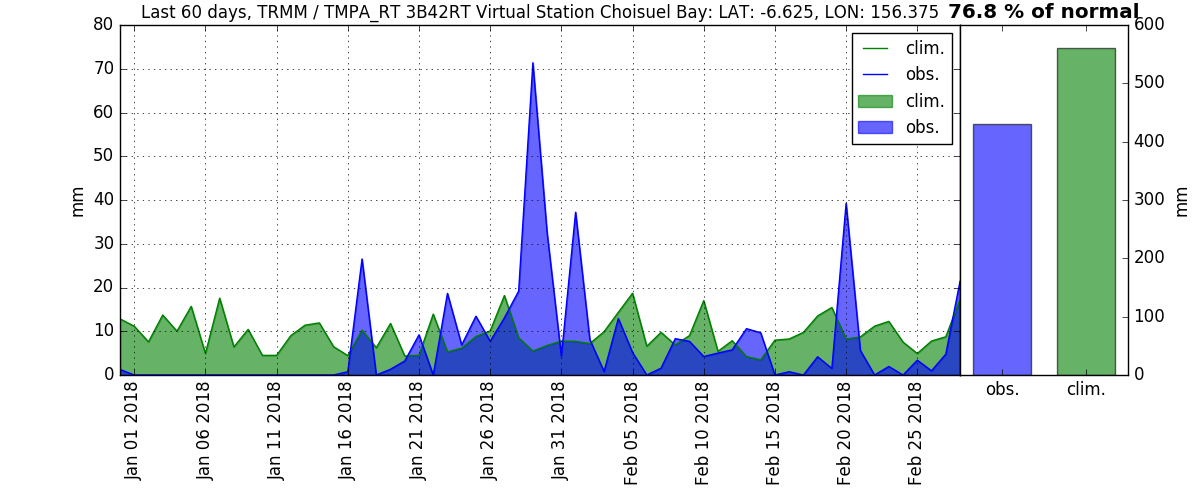 Last 60 days, TRMM / TMPA_RT 3B42RT Virtual Station Choisuel Bay: LAT: -6.625, LON: 156.375 76.8 % of normal
80
70
60
50
40
30
20
10
0
mm
clim.
obs.
clim.
obs.
Jan 01 2018
Jan 06 2018
Jan 11 2018
Jan 16 2018
Jan 21 2018
Jan 26 2018
Jan 31 2018
Feb 05 2018
Feb 10 2018
Feb 15 2018
Feb 20 2018
Feb 25 2018
600
500
400
300
200
100
0
mm
obs.
clim.